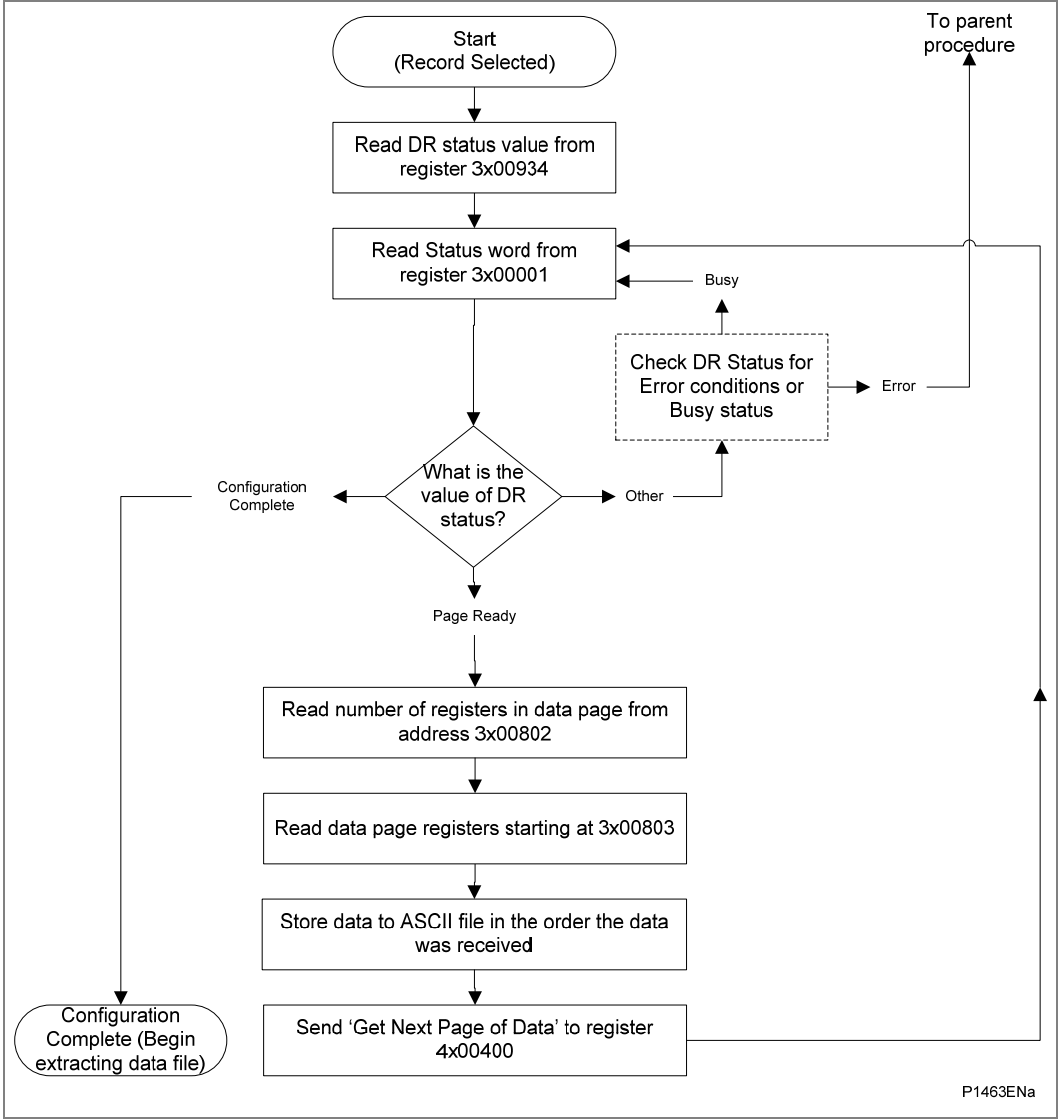 Start
(Record Selected)
To parent
procedure
Read DR status value from
register 3x00934
Read Status word from
register 3x00001
Busy
Check DR Status for
Error conditions or
Busy status
Error
What is the
value of DR
status?
Configuration
Complete
Other
Page Ready
Read number of registers in data page from
address 3x00802
Read data page registers starting at 3x00803
Store data to ASCII file in the order the data
was received
Send ‘Get Next Page of Data’ to register
4x00400
Configuration
Complete (Begin
extracting data file)
P1463ENa